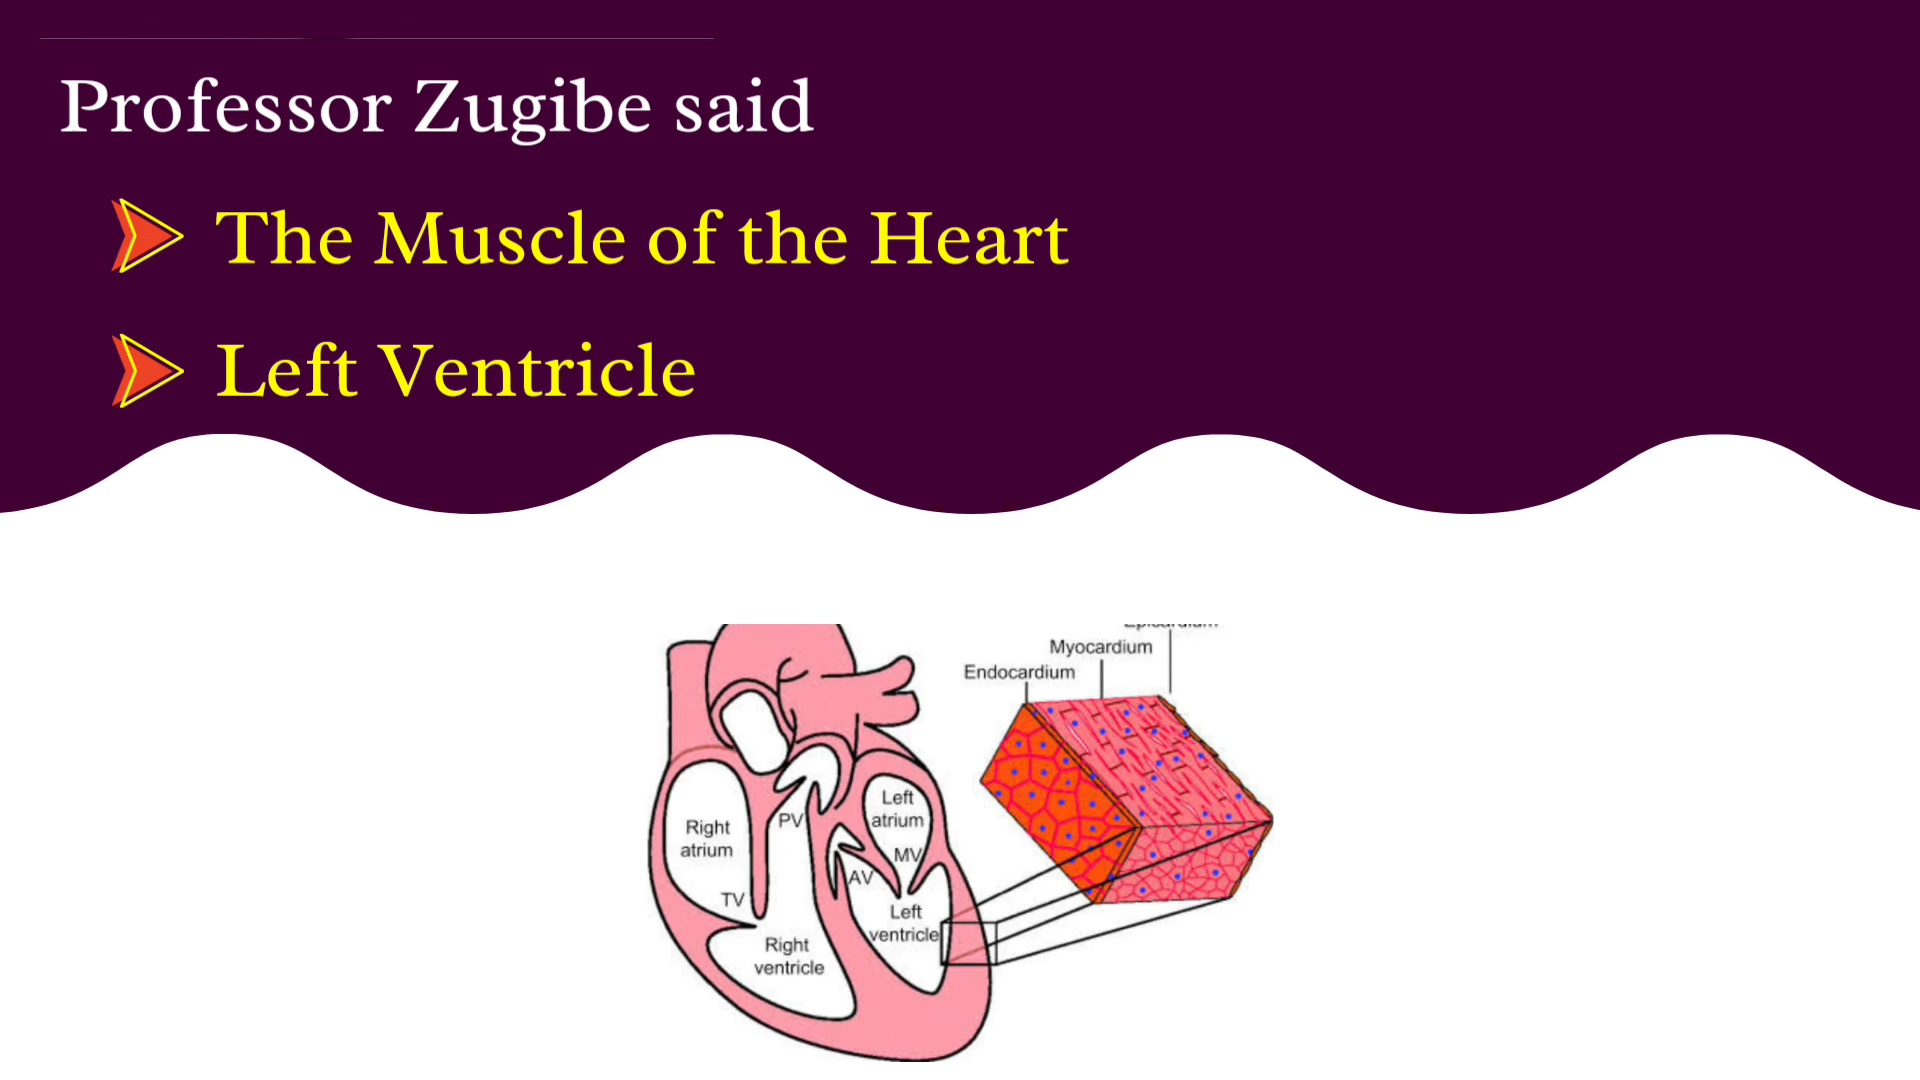 Professor Zugibe said
The Muscle of the Heart
Left Ventricle
Myocardium
Endocardium
Left
atrium
PV
Right
atrium
MV
AV
TV
Left
ventricle
Right
ventricle